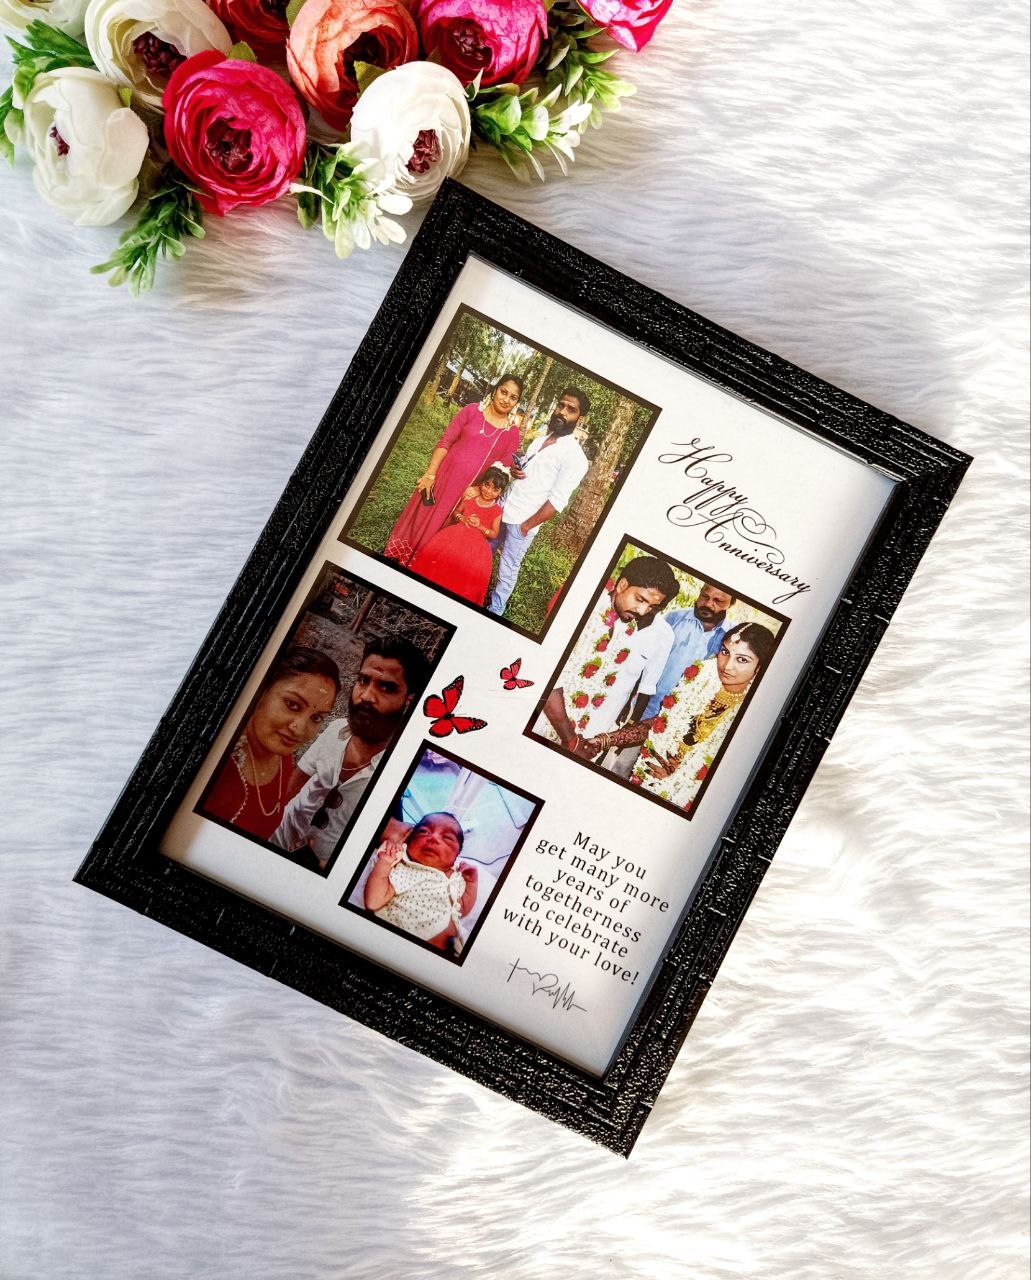 Happy
Anniversary
May you
get many more
years of
togetherness
to celebrate
with your love!